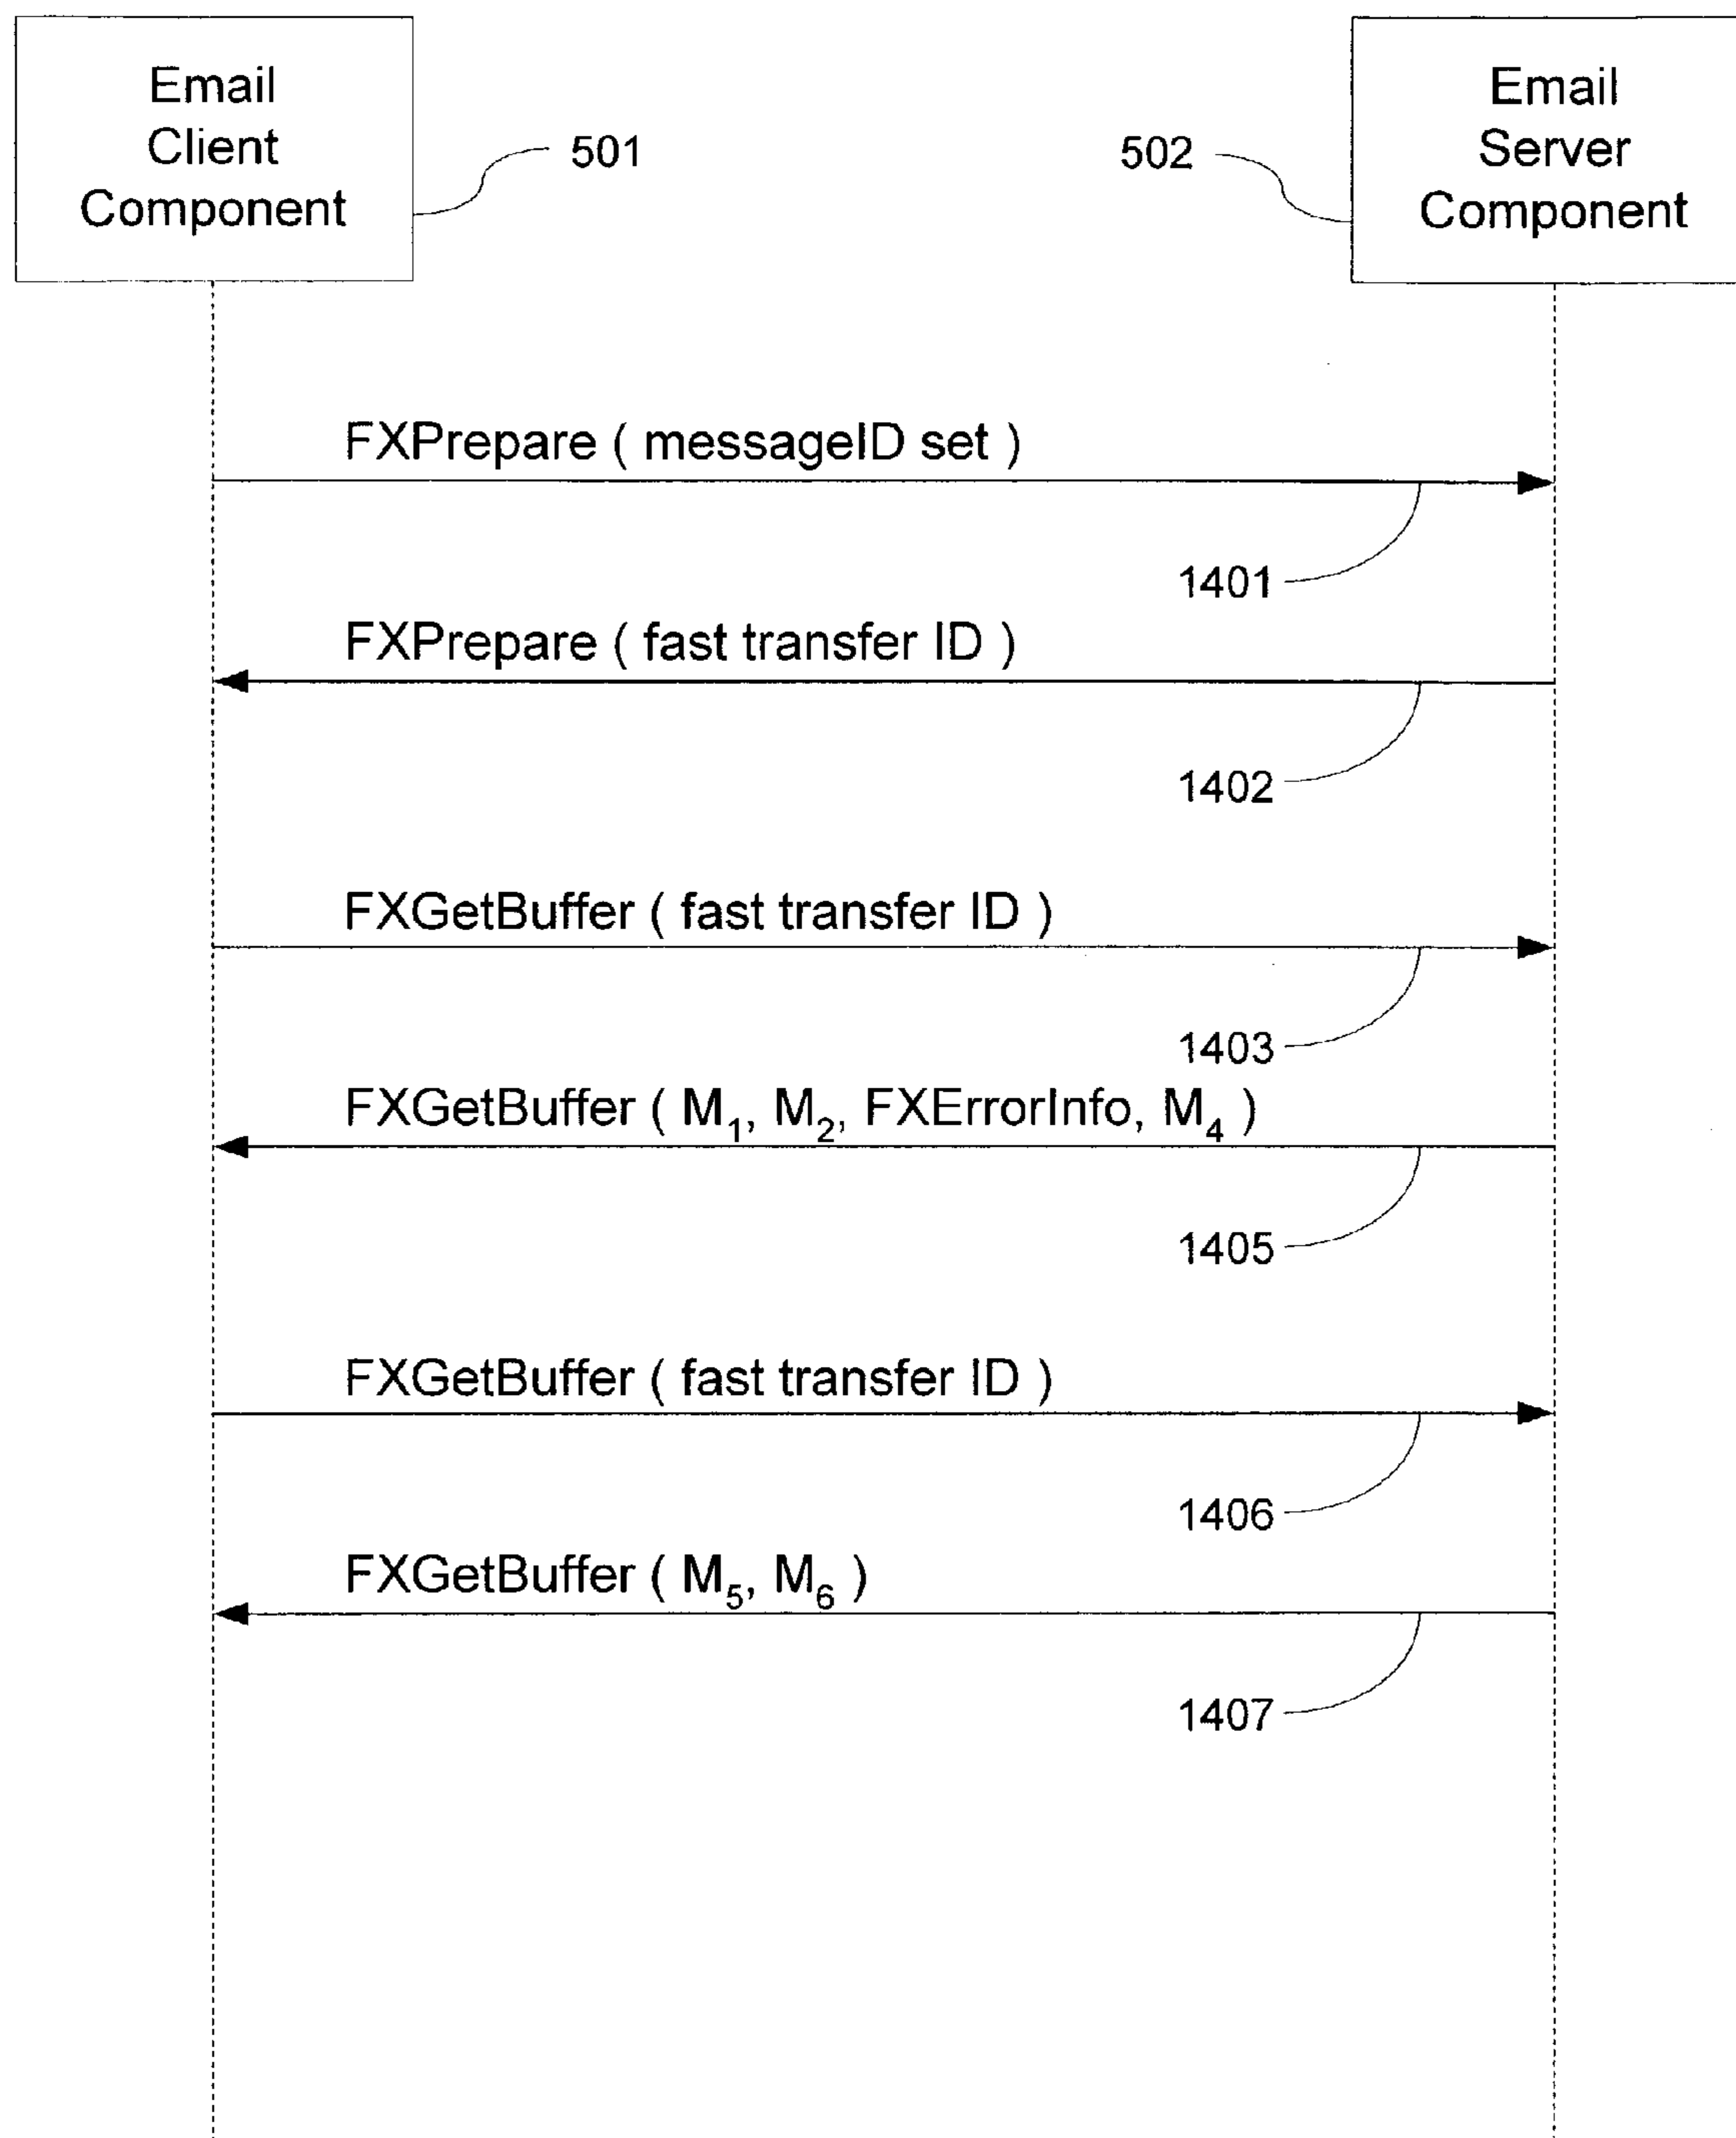 Email
Client
Component
501
502
Email
Server
Component
FXPrepare ( messageID set )
1401
FXPrepare ( fast transfer ID )
1402
FXGetBuffer ( fast transfer ID )
1403
FXGetBuffer ( M₁, M₂, FXErrorInfo, M₄ )
1405
FXGetBuffer ( fast transfer ID )
1406
FXGetBuffer ( M₅, M₆ )
1407